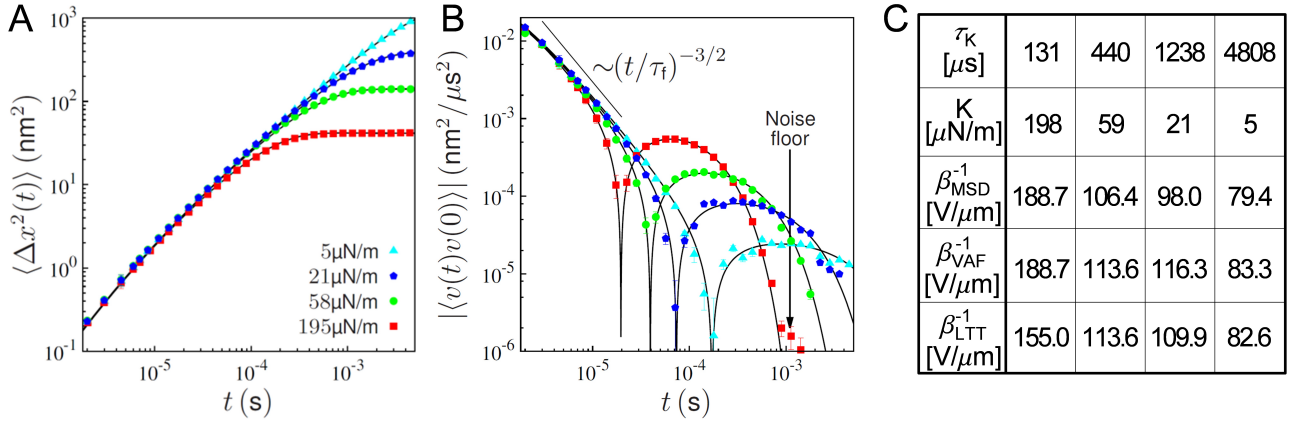 A
⟨Δx²(t)⟩ (nm²)
10³
10²
10¹
10⁰
10⁻¹
5μN/m
21μN/m
58μN/m
195μN/m
10⁻⁵
10⁻⁴
10⁻³
t (s)
B
|⟨v(t)v(0)⟩| (nm²/μs²)
10⁻²
10⁻³
10⁻⁴
10⁻⁵
10⁻⁶
~(t/τf)⁻³/²
Noise
floor
10⁻⁵
10⁻⁴
10⁻³
t (s)
C
τK [μs] 131 440 1238 4808
K [μN/m] 198 59 21 5
β⁻¹MSD [V/μm] 188.7 106.4 98.0 79.4
β⁻¹VAF [V/μm] 188.7 113.6 116.3 83.3
β⁻¹LTT [V/μm] 155.0 113.6 109.9 82.6